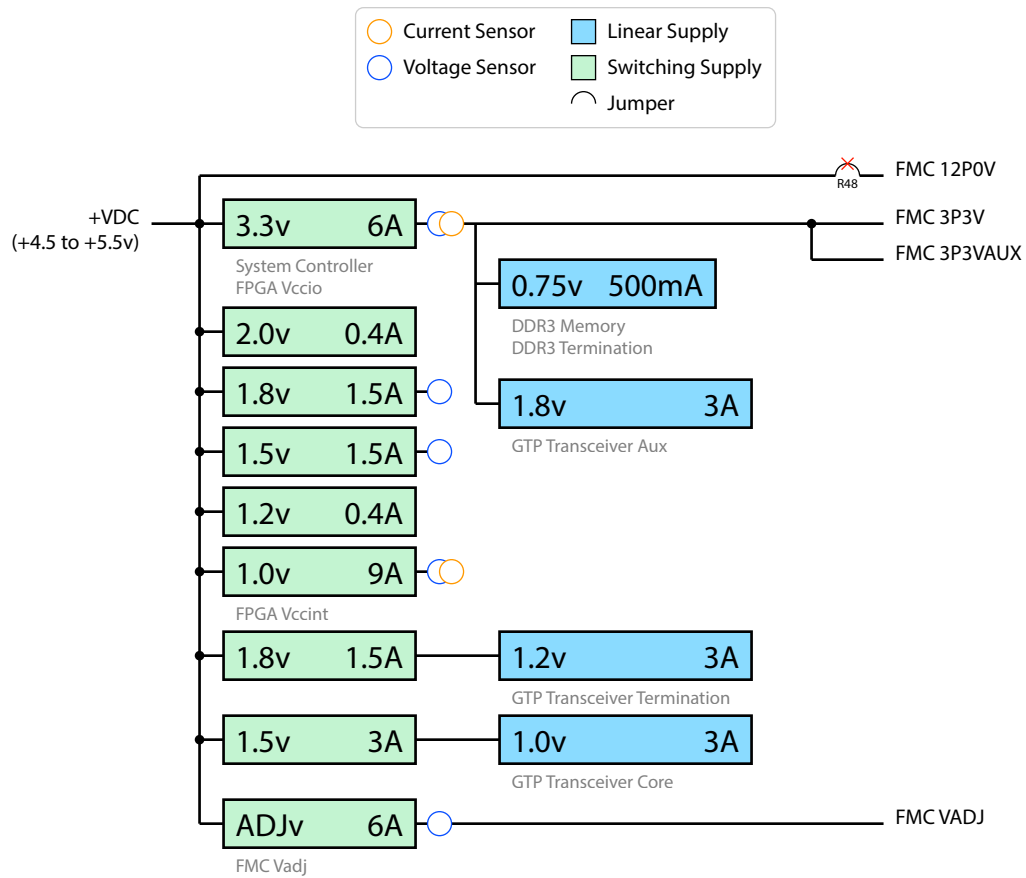 Current Sensor
Linear Supply
Voltage Sensor
Switching Supply
Jumper
FMC 12P0V
R48
+VDC
(+4.5 to +5.5v)
3.3v 6A
FMC 3P3V
FMC 3P3VAUX
System Controller
FPGA Vccio
0.75v 500mA
DDR3 Memory
DDR3 Termination
2.0v 0.4A
1.8v 1.5A
1.8v 3A
GTP Transceiver Aux
1.5v 1.5A
1.2v 0.4A
1.0v 9A
FPGA Vccint
1.8v 1.5A
1.2v 3A
GTP Transceiver Termination
1.5v 3A
1.0v 3A
GTP Transceiver Core
ADJv 6A
FMC VADJ
FMC Vadj